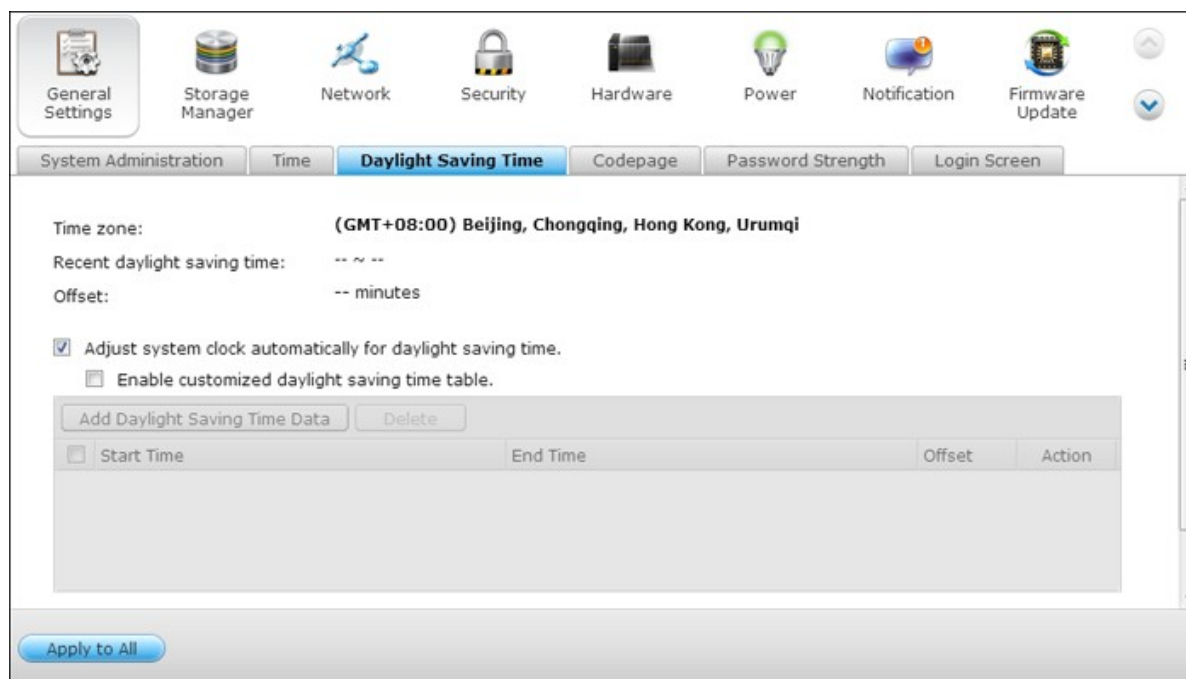 General Settings
Storage Manager
Network
Security
Hardware
Power
Notification
Firmware Update
System Administration
Time
Daylight Saving Time
Codepage
Password Strength
Login Screen
Time zone: (GMT+08:00) Beijing, Chongqing, Hong Kong, Urumqi
Recent daylight saving time: -- ~ --
Offset: -- minutes
Adjust system clock automatically for daylight saving time.
Enable customized daylight saving time table.
Add Daylight Saving Time Data
Delete
Start Time
End Time
Offset
Action
Apply to All